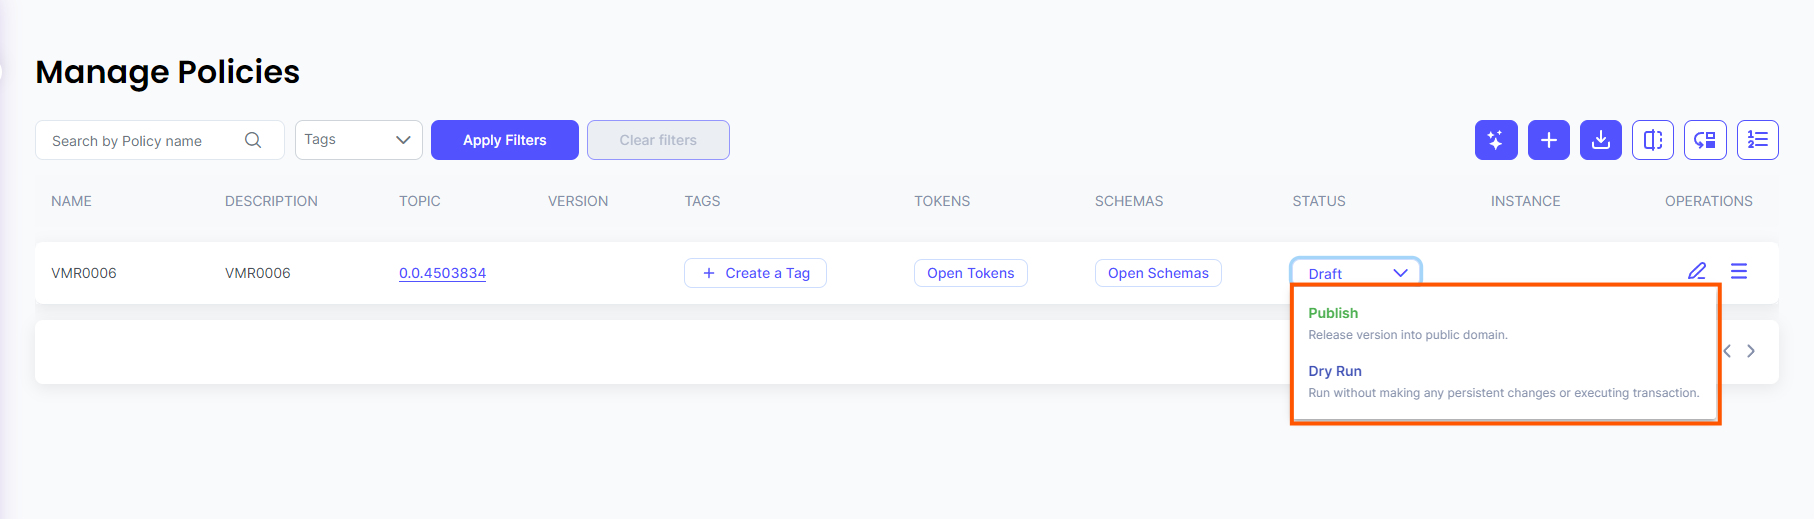 Manage Policies
Search by Policy name
Tags
Apply Filters
Clear filters
NAME DESCRIPTION TOPIC VERSION TAGS TOKENS SCHEMAS STATUS INSTANCE OPERATIONS
VMR0006 VMR0006 0.0.4503834 + Create a Tag Open Tokens Open Schemas Draft
Publish
Release version into public domain.
Dry Run
Run without making any persistent changes or executing transaction.